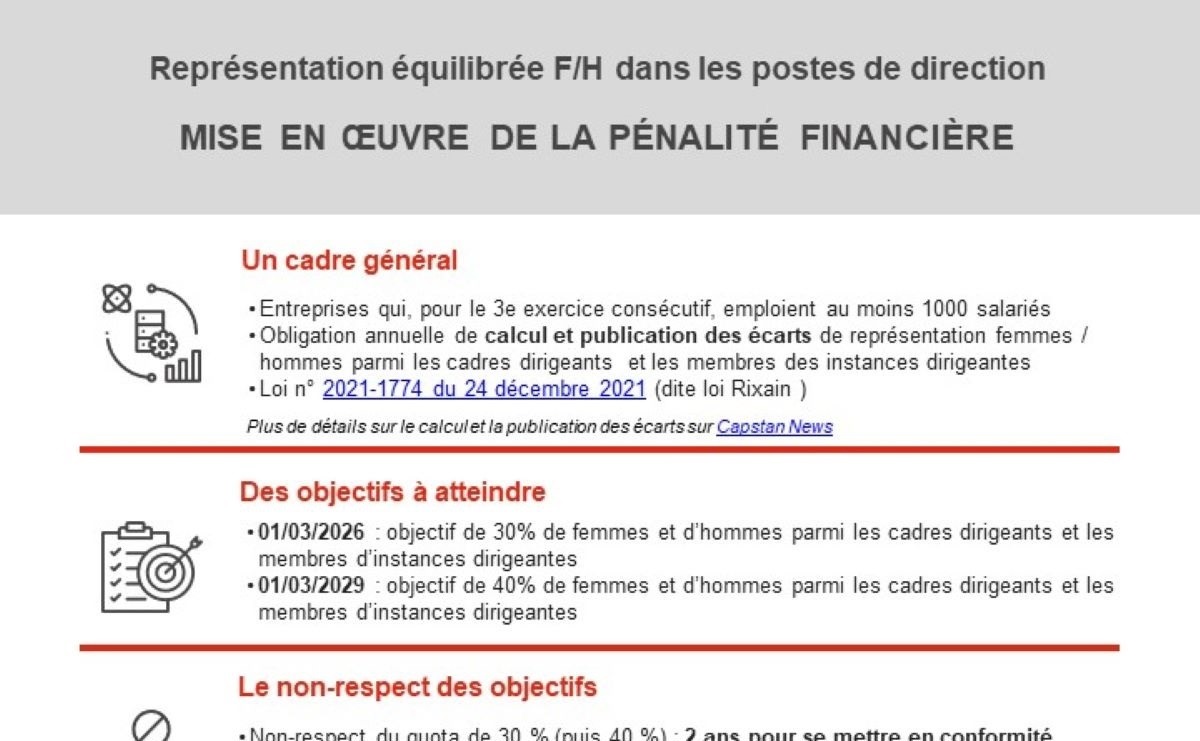 Représentation équilibrée F/H dans les postes de direction
MISE EN ŒUVRE DE LA PÉNALITÉ FINANCIÈRE
Un cadre général
• Entreprises qui, pour le 3e exercice consécutif, emploient au moins 1000 salariés
• Obligation annuelle de calcul et publication des écarts de représentation femmes /
hommes parmi les cadres dirigeants et les membres des instances dirigeantes
• Loi n° 2021-1774 du 24 décembre 2021 (dite loi Rixain )
Plus de détails sur le calcul et la publication des écarts sur Capstan News
Des objectifs à atteindre
• 01/03/2026 : objectif de 30% de femmes et d'hommes parmi les cadres dirigeants et les
membres d'instances dirigeantes
• 01/03/2029 : objectif de 40% de femmes et d'hommes parmi les cadres dirigeants et les
membres d'instances dirigeantes
Le non-respect des objectifs
• Non-respect du quota de 30 % (puis 40 %) : 2 ans pour se mettre en conformité